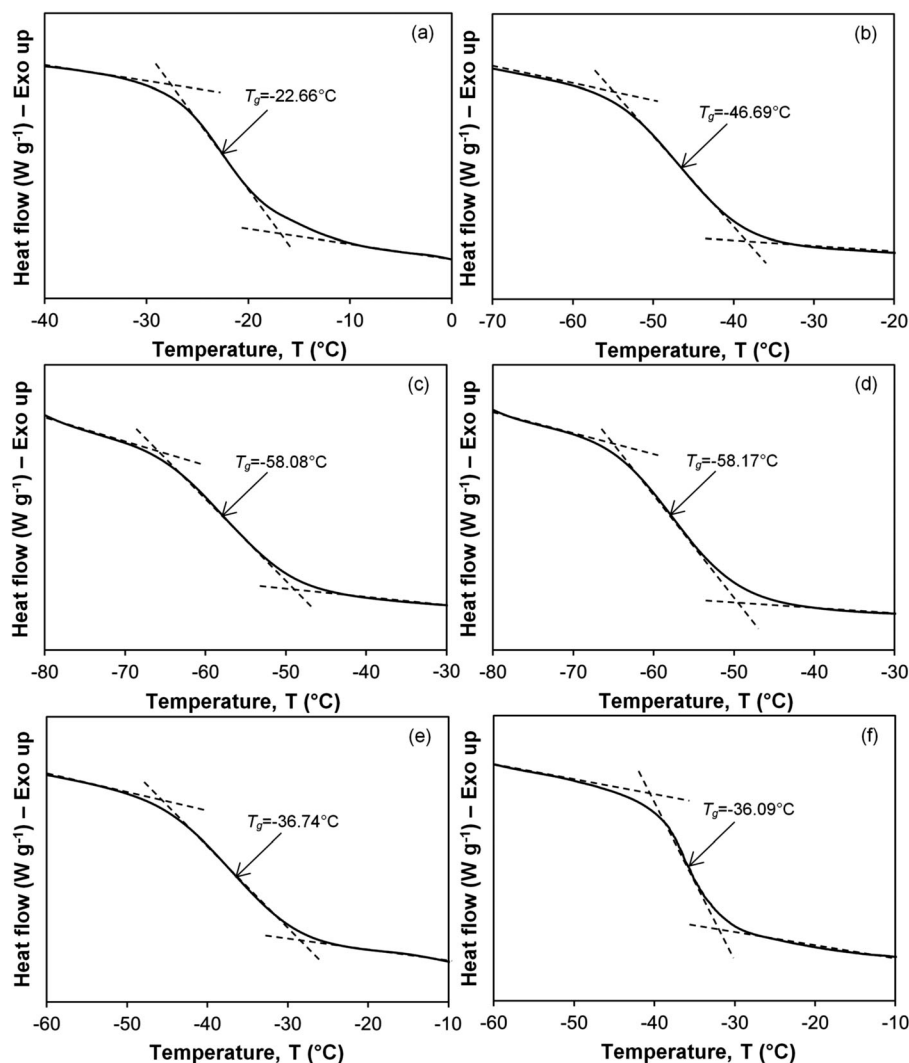 (a)
Heat flow (W g⁻¹) – Exo up
Tg=-22.66°C
-40 -30 -20 -10 0
Temperature, T (°C)
(b)
Heat flow (W g⁻¹) – Exo up
Tg=-46.69°C
-70 -60 -50 -40 -30 -20
Temperature, T (°C)
(c)
Heat flow (W g⁻¹) – Exo up
Tg=-58.08°C
-80 -70 -60 -50 -40 -30
Temperature, T (°C)
(d)
Heat flow (W g⁻¹) – Exo up
Tg=-58.17°C
-80 -70 -60 -50 -40 -30
Temperature, T (°C)
(e)
Heat flow (W g⁻¹) – Exo up
Tg=-36.74°C
-60 -50 -40 -30 -20 -10
Temperature, T (°C)
(f)
Heat flow (W g⁻¹) – Exo up
Tg=-36.09°C
-60 -50 -40 -30 -20 -10
Temperature, T (°C)